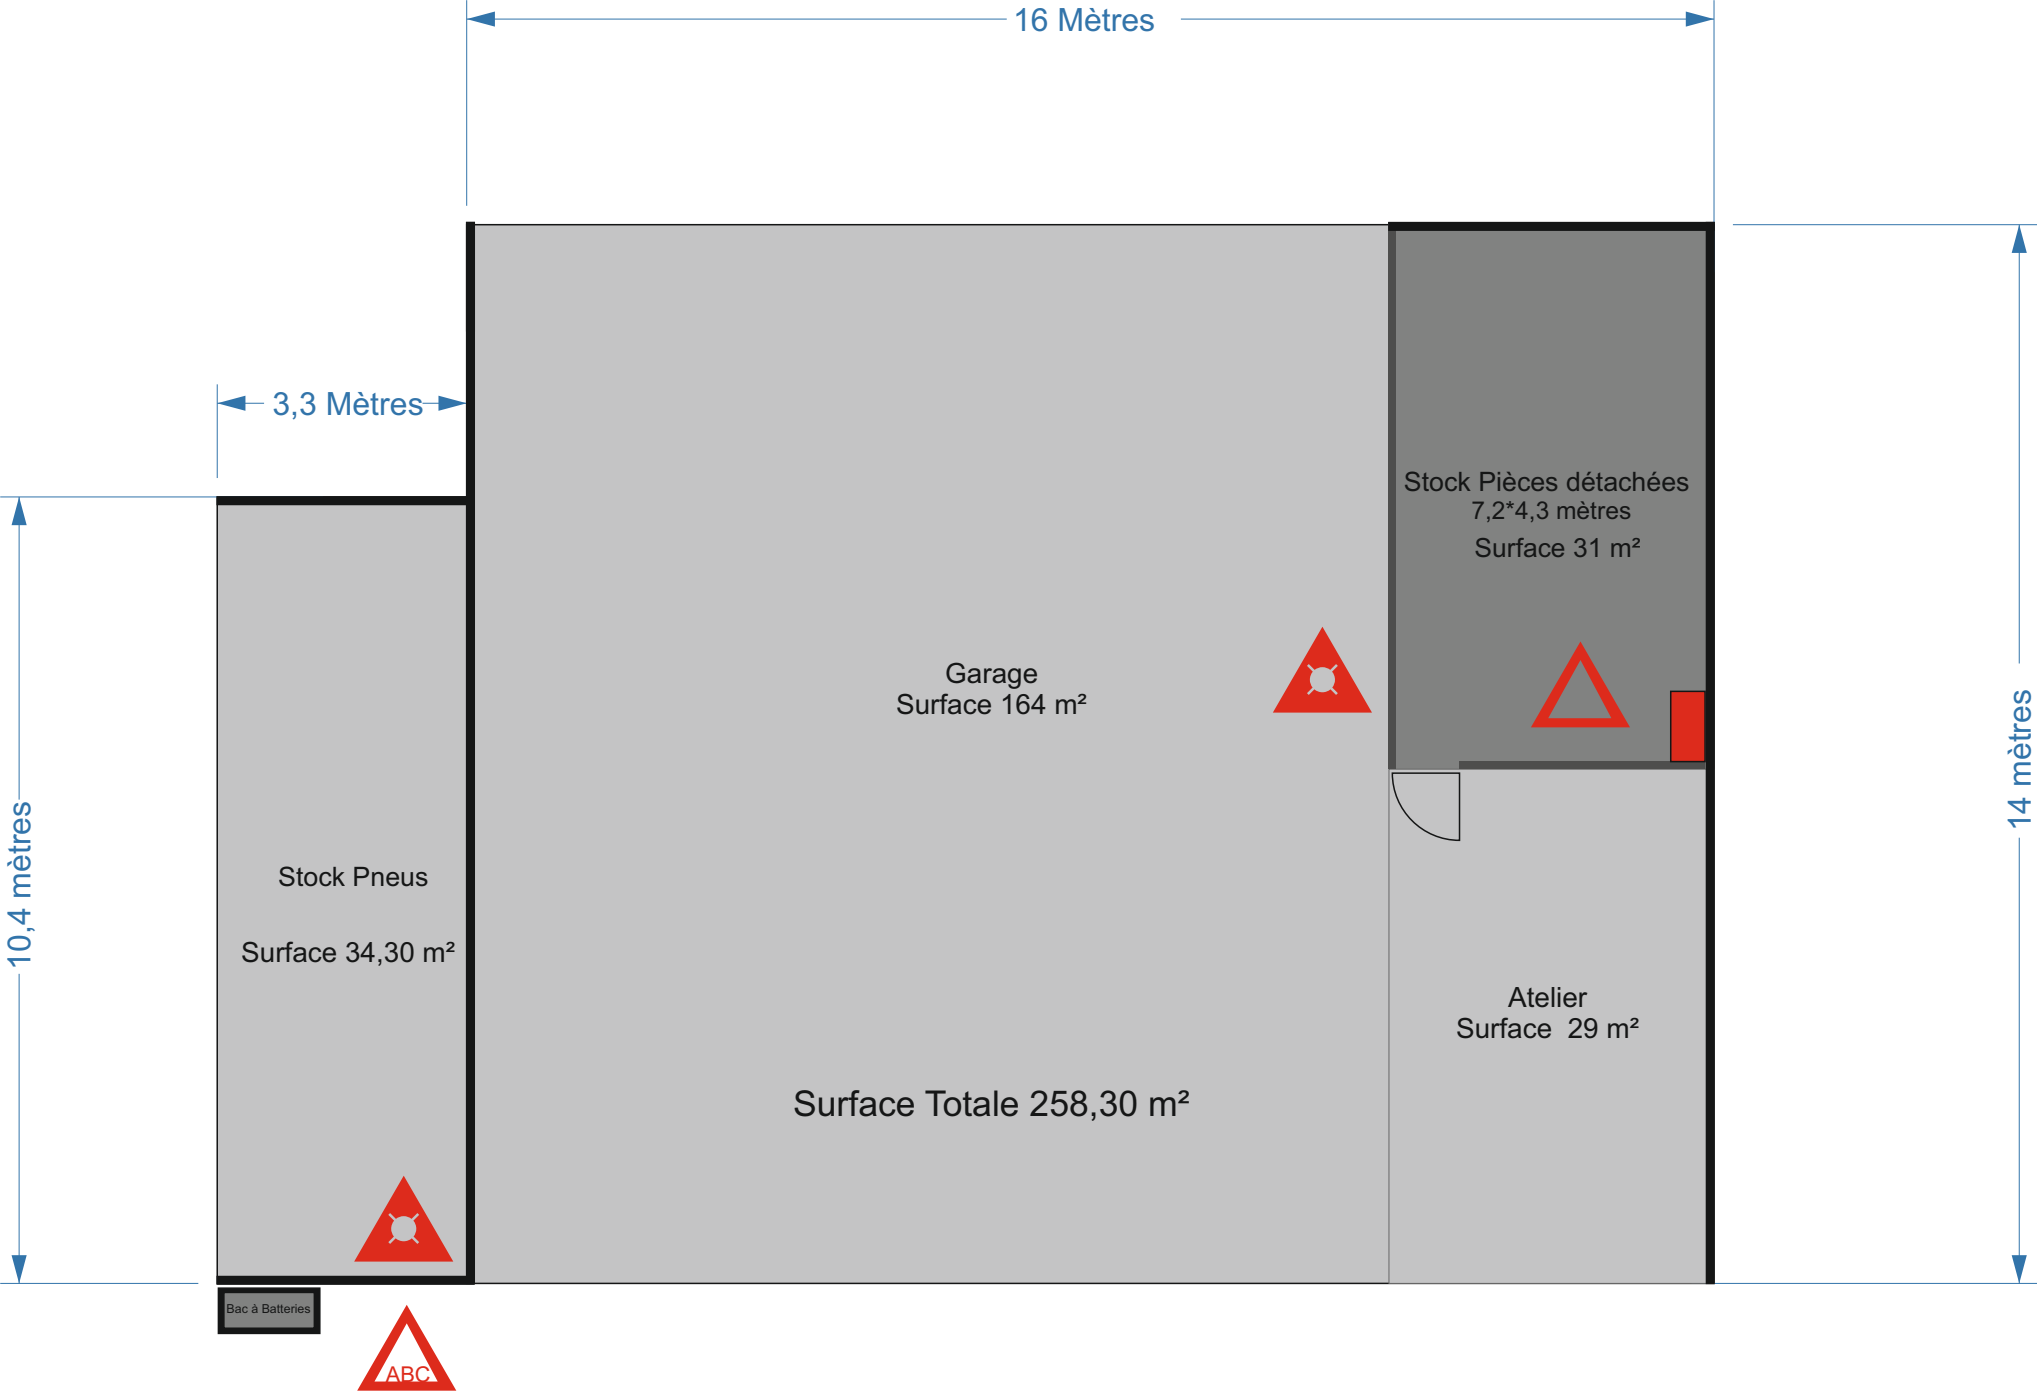 16 Mètres
3,3 Mètres
Stock Pièces détachées
7,2*4,3 mètres
Surface 31 m²
Garage
Surface 164 m²
14 mètres
10,4 mètres
Stock Pneus
Surface 34,30 m²
Atelier
Surface  29 m²
Surface Totale 258,30 m²
Bac à Batteries
ABC